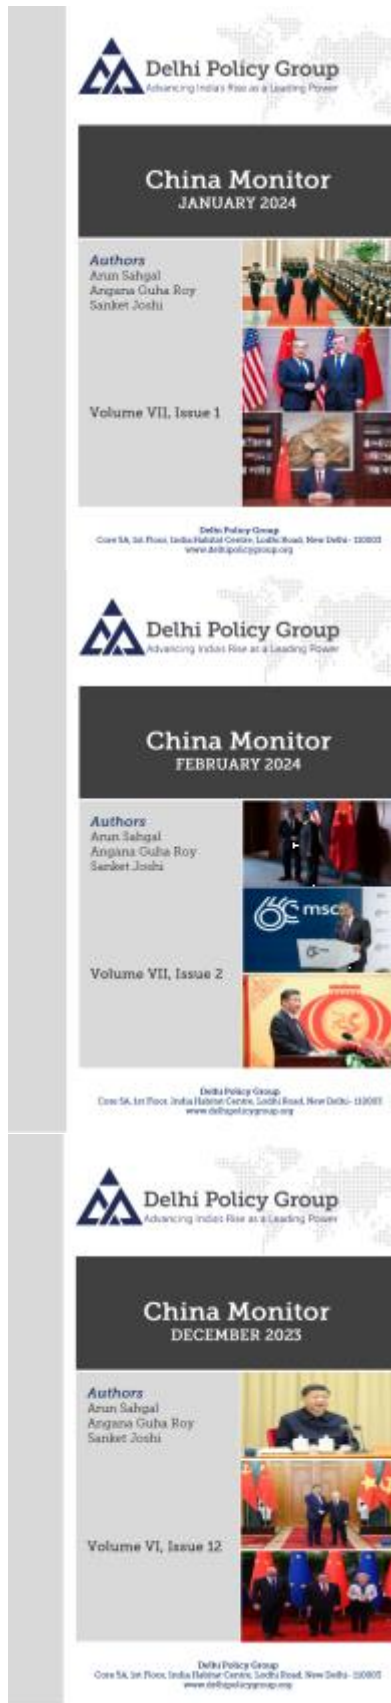 Delhi Policy Group
Advancing India's Rise as a Leading Power
China Monitor
JANUARY 2024
Authors
Arun Sahgal
Angana Guha Roy
Sanket Joshi
Volume VII, Issue 1
Delhi Policy Group
Core 5A, 1st Floor, India Habitat Centre, Lodhi Road, New Delhi- 110003
www.delhipolicygroup.org
Delhi Policy Group
Advancing India's Rise as a Leading Power
China Monitor
FEBRUARY 2024
Authors
Arun Sahgal
Angana Guha Roy
Sanket Joshi
msc
Volume VII, Issue 2
Delhi Policy Group
Core 5A, 1st Floor, India Habitat Centre, Lodhi Road, New Delhi- 110003
www.delhipolicygroup.org
Delhi Policy Group
Advancing India's Rise as a Leading Power
China Monitor
DECEMBER 2023
Authors
Arun Sahgal
Angana Guha Roy
Sanket Joshi
Volume VI, Issue 12
Delhi Policy Group
Core 5A, 1st Floor, India Habitat Centre, Lodhi Road, New Delhi- 110003
www.delhipolicygroup.org